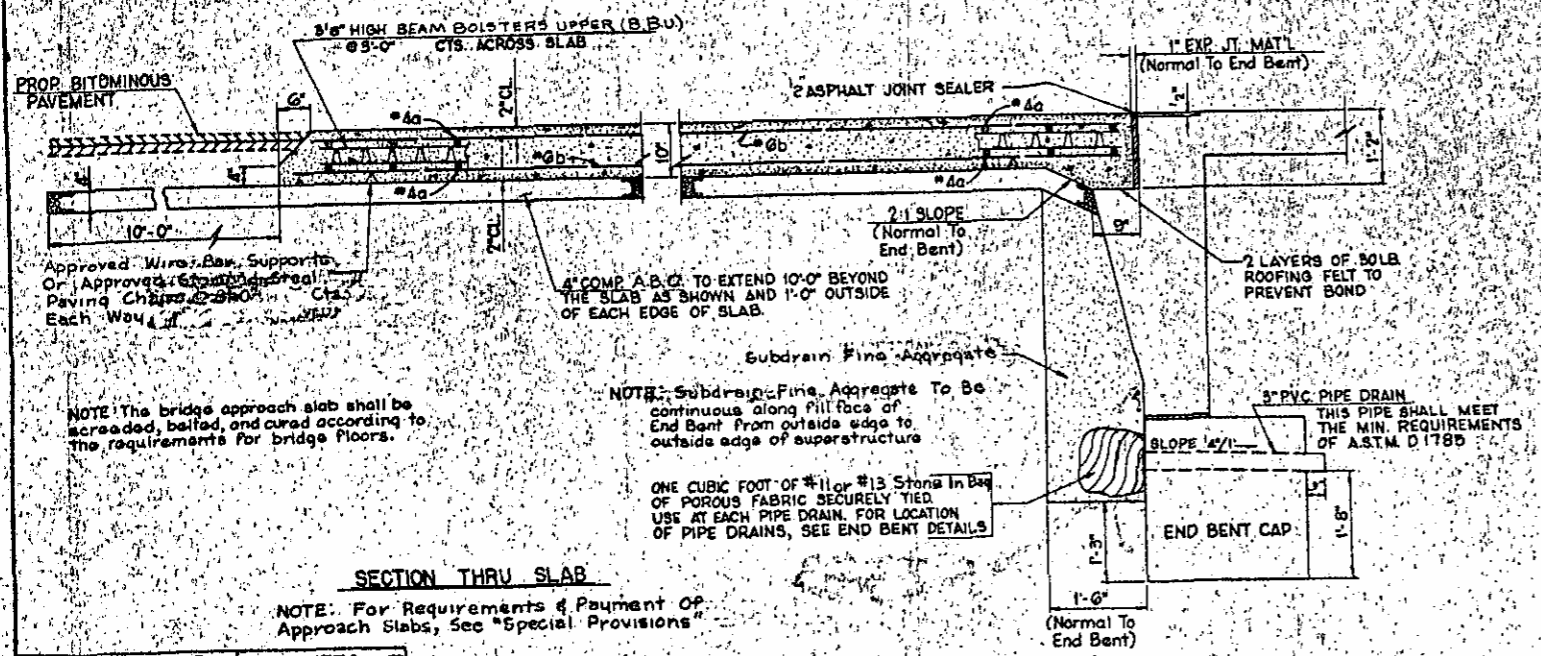 3'8" HIGH BEAM BOLSTERS UPPER (B.B.U.)
@ 3'-0" CTS. ACROSS SLAB
PROP. BITUMINOUS
PAVEMENT
6"
2"CL.
#4a
#6b
10"
4"
4"
#4a
2"CL.
10'-0"
2" ASPHALT JOINT SEALER
1" EXP. JT. MAT'L
(Normal To End Bent)
#4a
#6b
#4a
1'-2"
2:1 SLOPE
(Normal To
End Bent)
9"
2 LAYERS OF 30LB
ROOFING FELT TO
PREVENT BOND
Approved Wire Bar Supports
Or Approved Steel
Paving Cts.
Each Way
4" COMP. A.B.C. TO EXTEND 10'-0" BEYOND
THE SLAB AS SHOWN AND 1'-0" OUTSIDE
OF EACH EDGE OF SLAB.
Subdrain Fine Aggregate
NOTE: The bridge approach slab shall be
screeded, belted, and cured according to
the requirements for bridge floors.
NOTE: Subdrain Fine Aggregate To Be
continuous along fill face of
End Bent from outside edge to
outside edge of superstructure
3" P.V.C. PIPE DRAIN
THIS PIPE SHALL MEET
THE MIN. REQUIREMENTS
OF A.S.T.M. D 1785
SLOPE 1/4"/1'
ONE CUBIC FOOT OF #11 or #13 Stone In Bag
OF POROUS FABRIC SECURELY TIED.
USE AT EACH PIPE DRAIN. FOR LOCATION
OF PIPE DRAINS, SEE END BENT DETAILS
END BENT CAP
1'-3"
1'-8"
1'-6"
(Normal To
End Bent)
SECTION THRU SLAB
NOTE: For Requirements & Payment Of
Approach Slabs, See "Special Provisions"